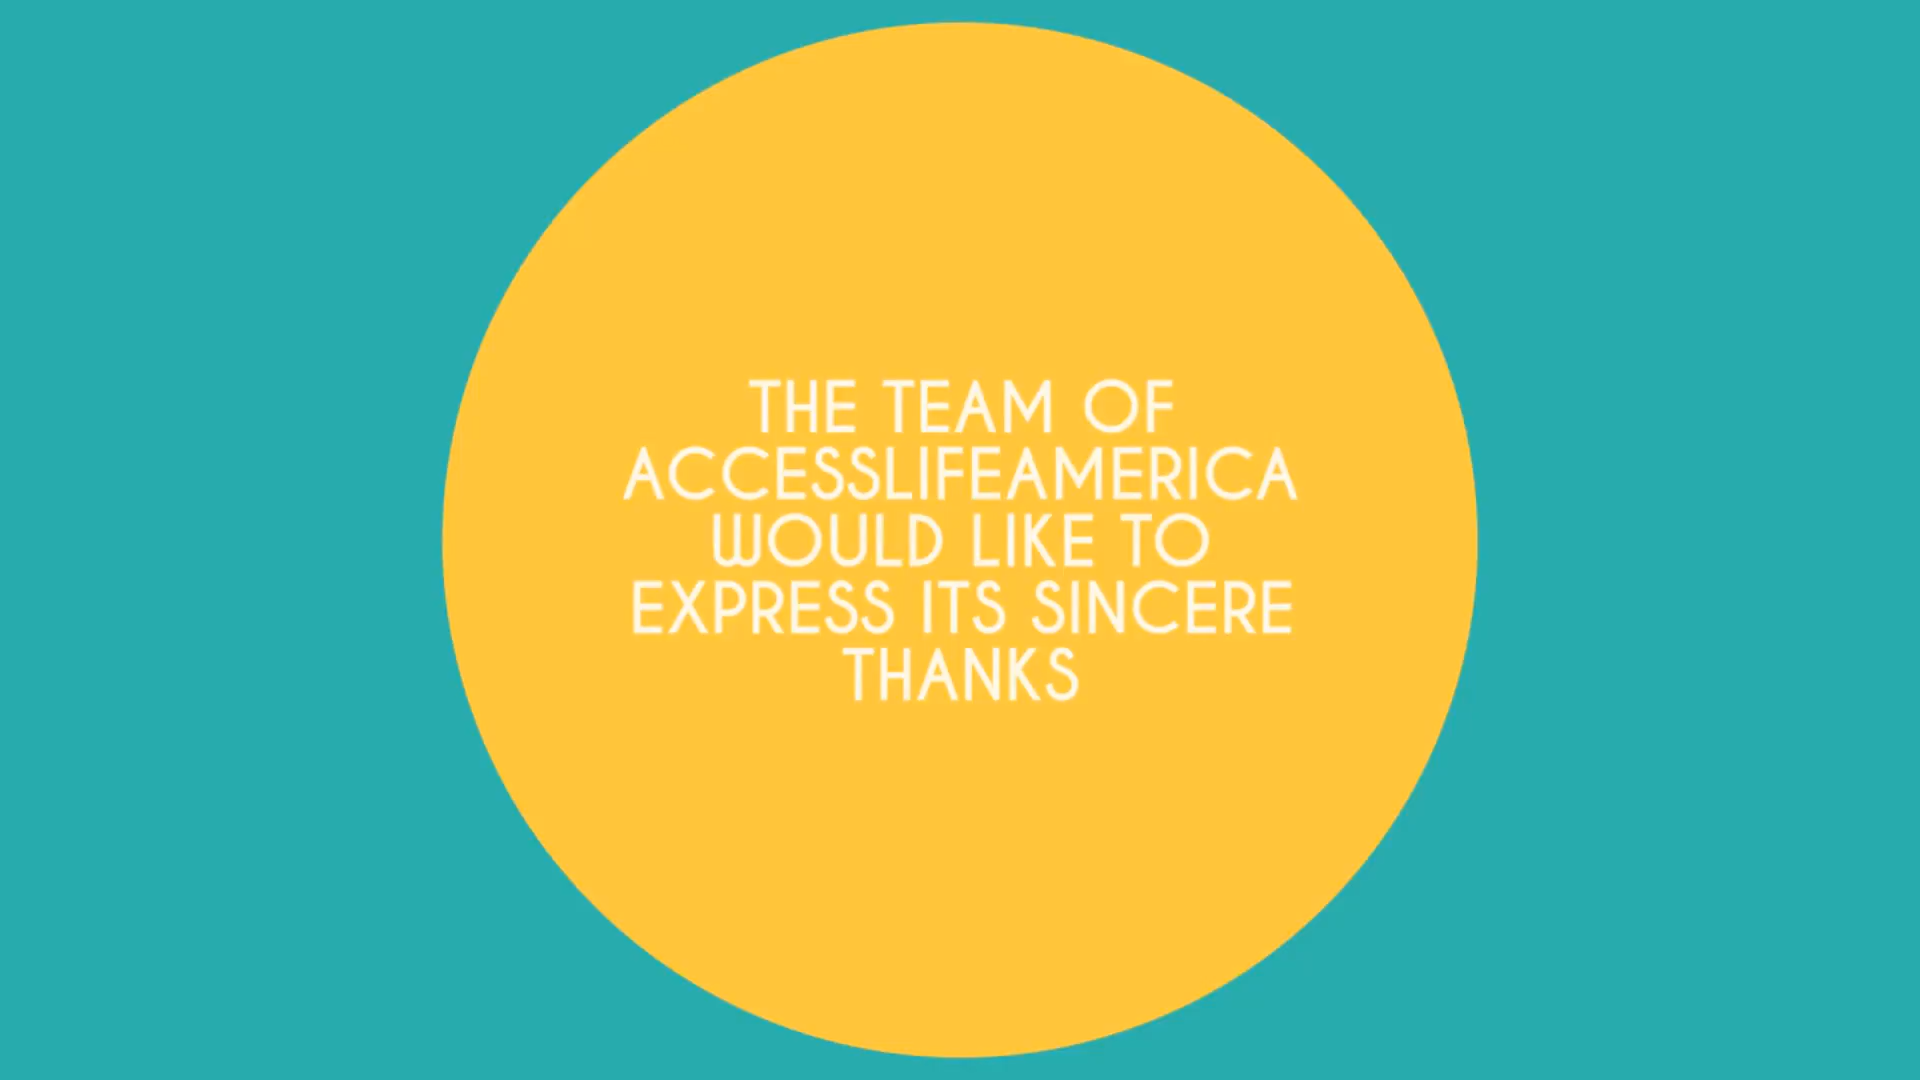 THE TEAM OF
ACCESSLIFEAMERICA
WOULD LIKE TO
EXPRESS ITS SINCERE
THANKS